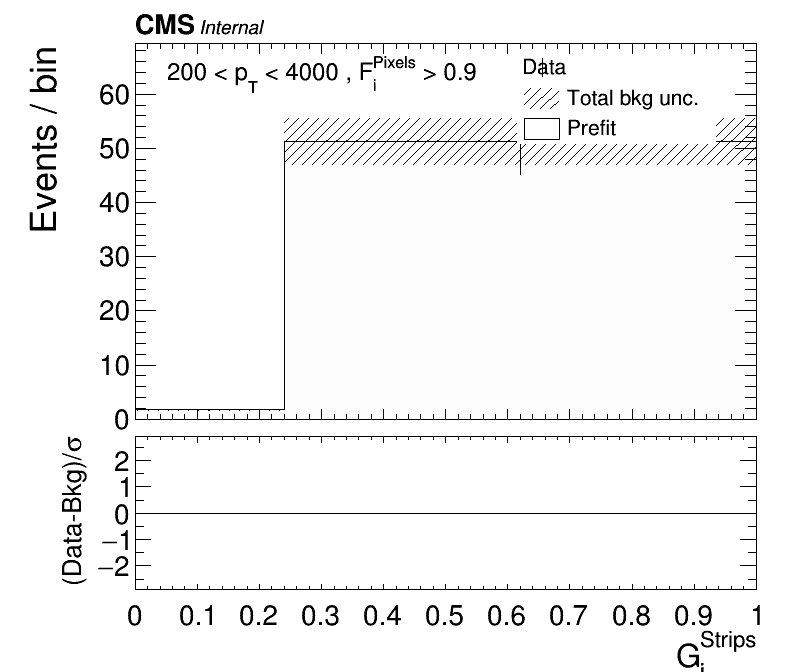 CMS Internal
200 < p_T < 4000 , F_i^Pixels > 0.9
Data
Total bkg unc.
Prefit
Events / bin
60
50
40
30
20
10
0
(Data-Bkg)/σ
2
1
0
−1
−2
0 0.1 0.2 0.3 0.4 0.5 0.6 0.7 0.8 0.9 1
G_i^Strips